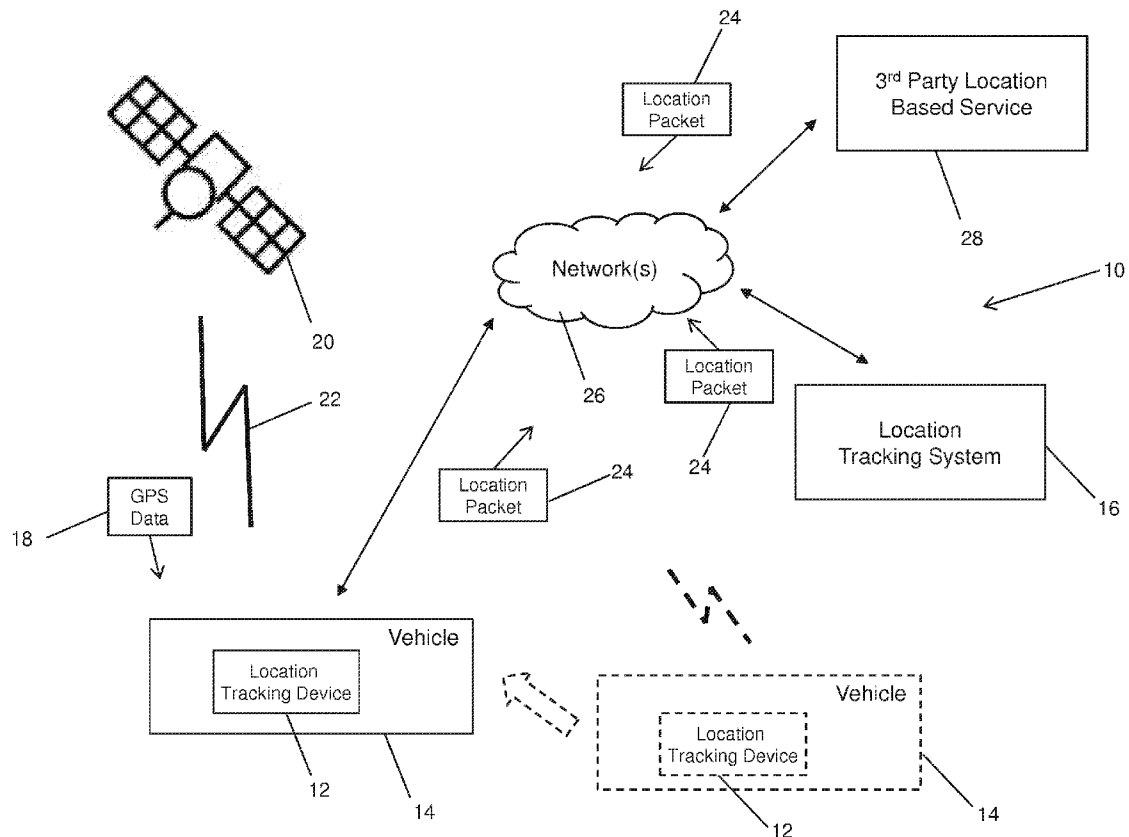 24
Location
Packet
3rd Party Location
Based Service
28
10
Network(s)
20
26
22
Location
Packet
24
Location
Tracking System
16
GPS
Data
18
Location
Packet
24
Vehicle
Location
Tracking Device
12
14
Vehicle
Location
Tracking Device
12
14